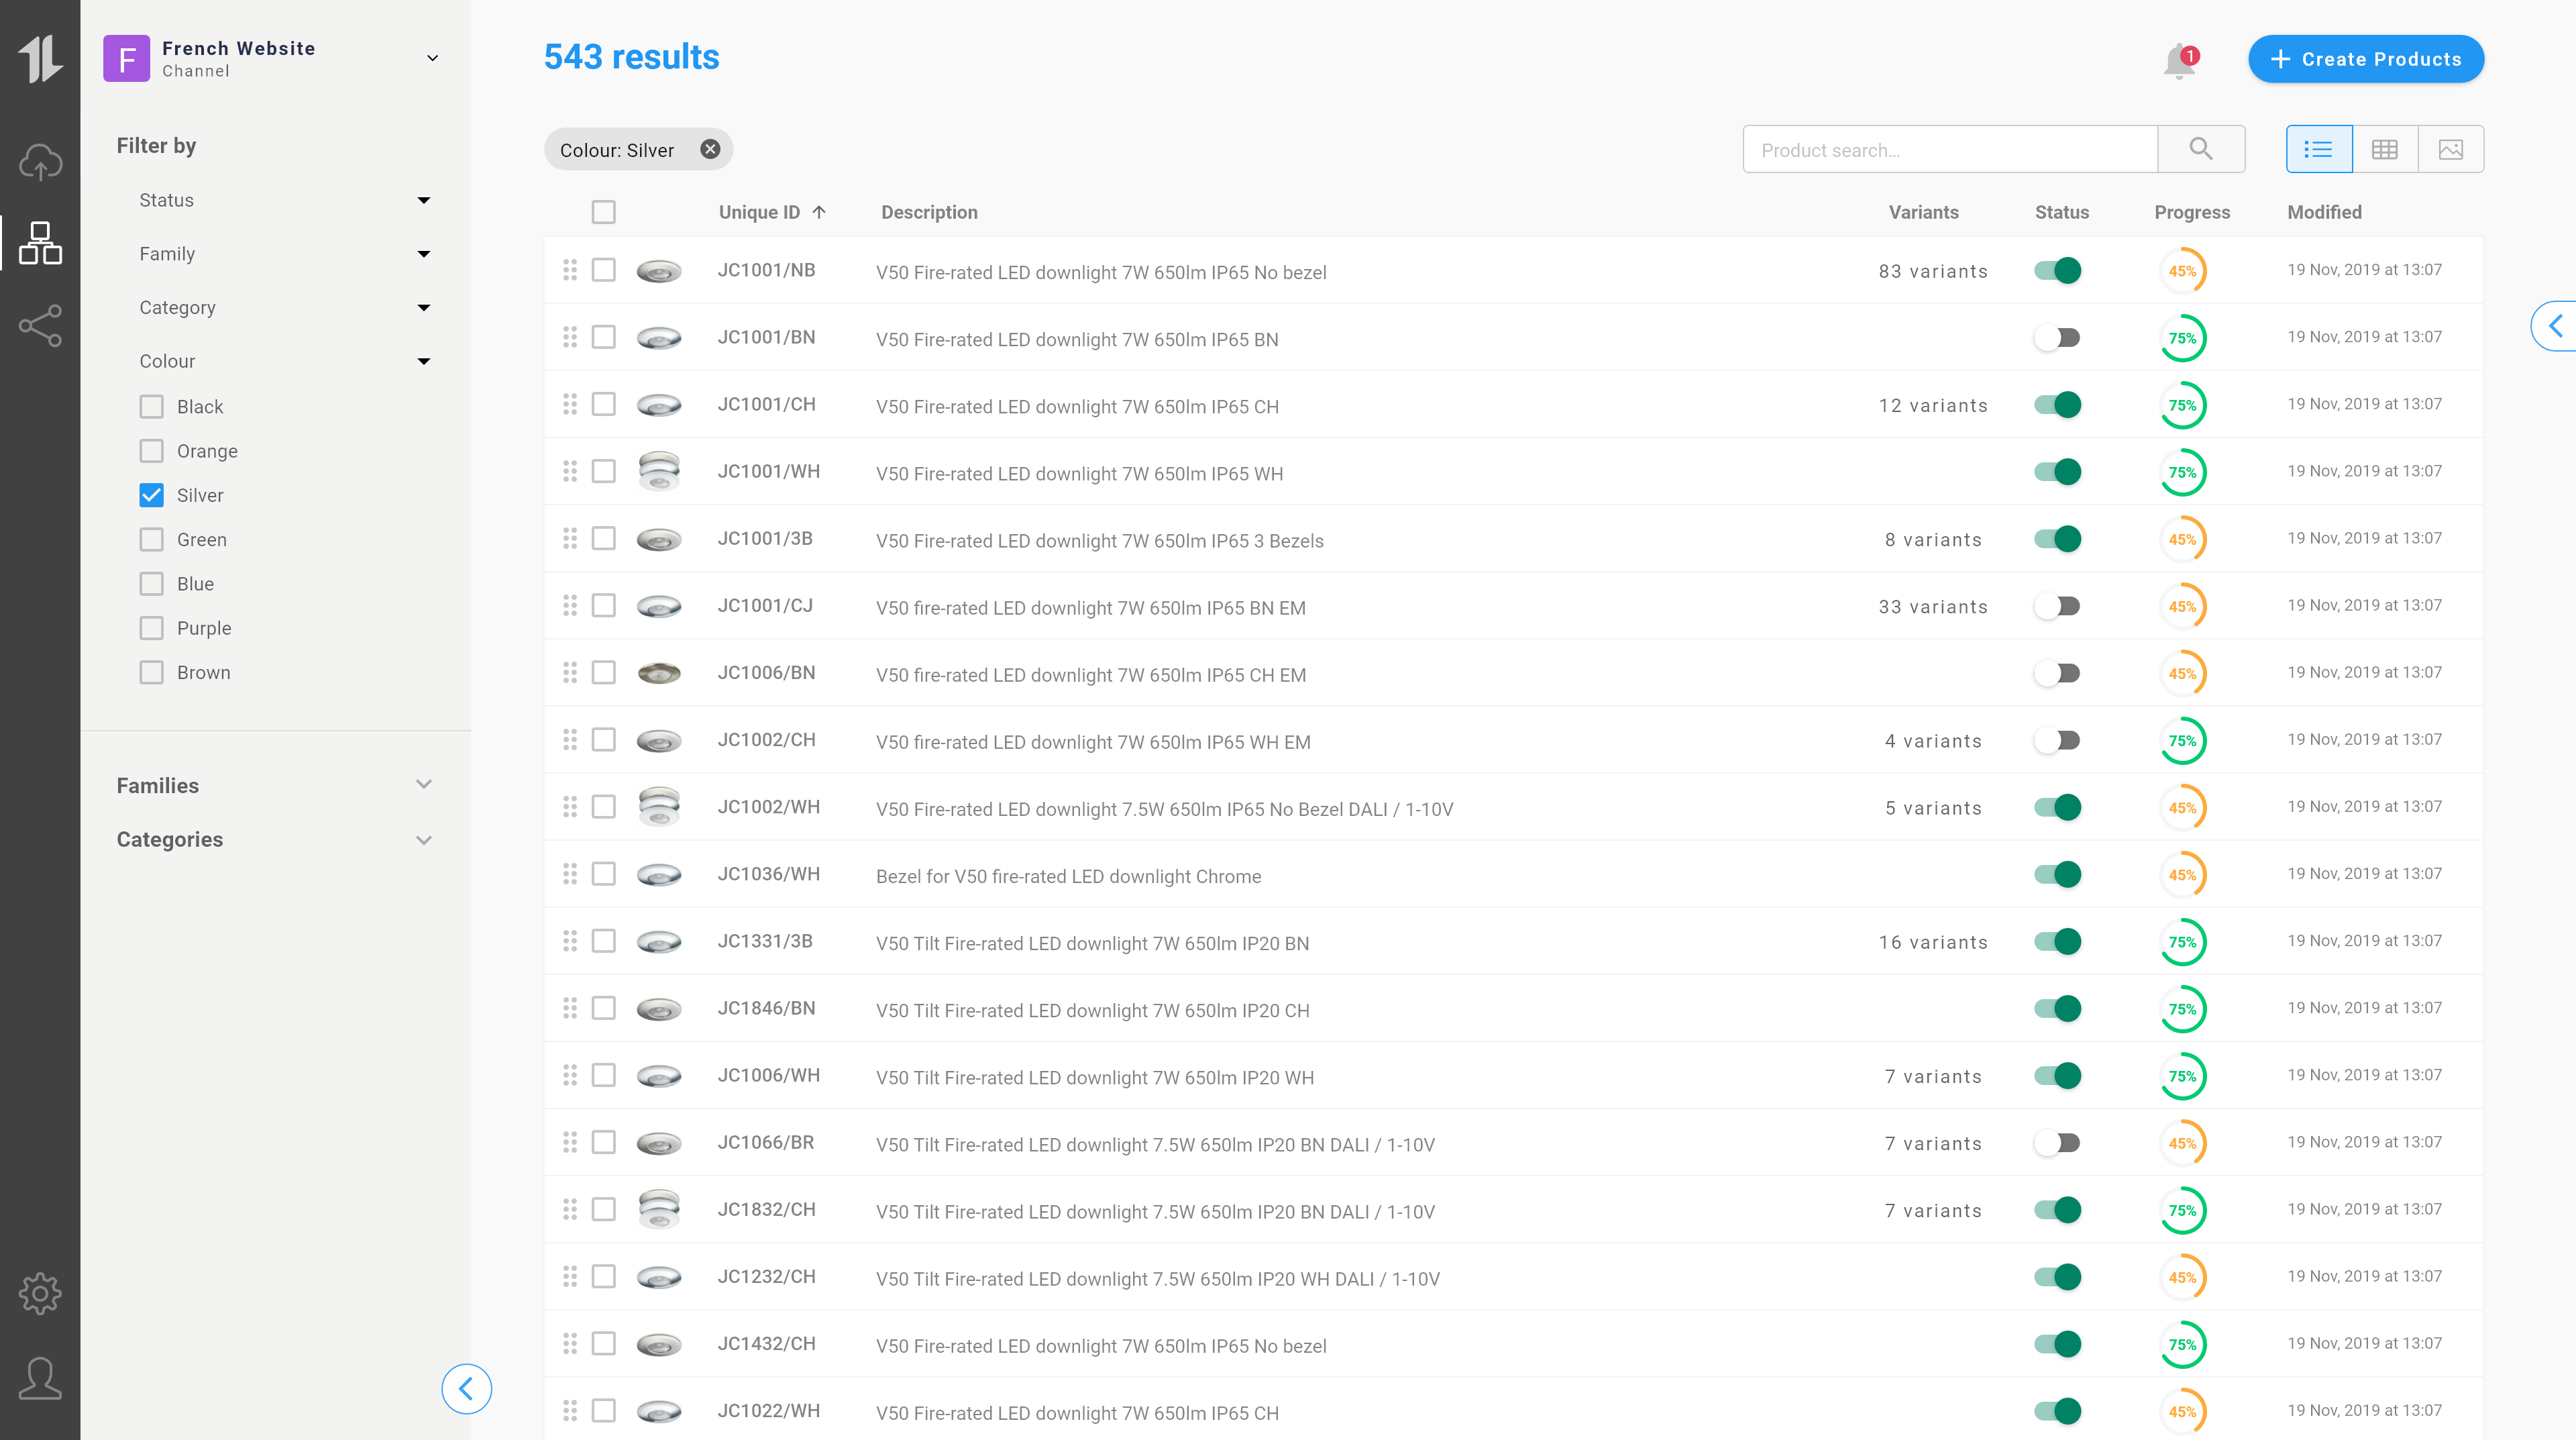 F French Website
Channel
543 results
1
Create Products
Filter by
Colour: Silver
Product search...
Status
Family
Category
Colour
Black
Orange
Silver
Green
Blue
Purple
Brown
Families
Categories
Unique ID Description Variants Status Progress Modified
JC1001/NB V50 Fire-rated LED downlight 7W 650lm IP65 No bezel 83 variants 45% 19 Nov, 2019 at 13:07
JC1001/BN V50 Fire-rated LED downlight 7W 650lm IP65 BN 75% 19 Nov, 2019 at 13:07
JC1001/CH V50 Fire-rated LED downlight 7W 650lm IP65 CH 12 variants 75% 19 Nov, 2019 at 13:07
JC1001/WH V50 Fire-rated LED downlight 7W 650lm IP65 WH 75% 19 Nov, 2019 at 13:07
JC1001/3B V50 Fire-rated LED downlight 7W 650lm IP65 3 Bezels 8 variants 45% 19 Nov, 2019 at 13:07
JC1001/CJ V50 fire-rated LED downlight 7W 650lm IP65 BN EM 33 variants 45% 19 Nov, 2019 at 13:07
JC1006/BN V50 fire-rated LED downlight 7W 650lm IP65 CH EM 45% 19 Nov, 2019 at 13:07
JC1002/CH V50 fire-rated LED downlight 7W 650lm IP65 WH EM 4 variants 75% 19 Nov, 2019 at 13:07
JC1002/WH V50 Fire-rated LED downlight 7.5W 650lm IP65 No Bezel DALI / 1-10V 5 variants 45% 19 Nov, 2019 at 13:07
JC1036/WH Bezel for V50 fire-rated LED downlight Chrome 45% 19 Nov, 2019 at 13:07
JC1331/3B V50 Tilt Fire-rated LED downlight 7W 650lm IP20 BN 16 variants 75% 19 Nov, 2019 at 13:07
JC1846/BN V50 Tilt Fire-rated LED downlight 7W 650lm IP20 CH 75% 19 Nov, 2019 at 13:07
JC1006/WH V50 Tilt Fire-rated LED downlight 7W 650lm IP20 WH 7 variants 75% 19 Nov, 2019 at 13:07
JC1066/BR V50 Tilt Fire-rated LED downlight 7.5W 650lm IP20 BN DALI / 1-10V 7 variants 45% 19 Nov, 2019 at 13:07
JC1832/CH V50 Tilt Fire-rated LED downlight 7.5W 650lm IP20 BN DALI / 1-10V 7 variants 75% 19 Nov, 2019 at 13:07
JC1232/CH V50 Tilt Fire-rated LED downlight 7.5W 650lm IP20 WH DALI / 1-10V 45% 19 Nov, 2019 at 13:07
JC1432/CH V50 Fire-rated LED downlight 7W 650lm IP65 No bezel 75% 19 Nov, 2019 at 13:07
JC1022/WH V50 Fire-rated LED downlight 7W 650lm IP65 CH 45% 19 Nov, 2019 at 13:07